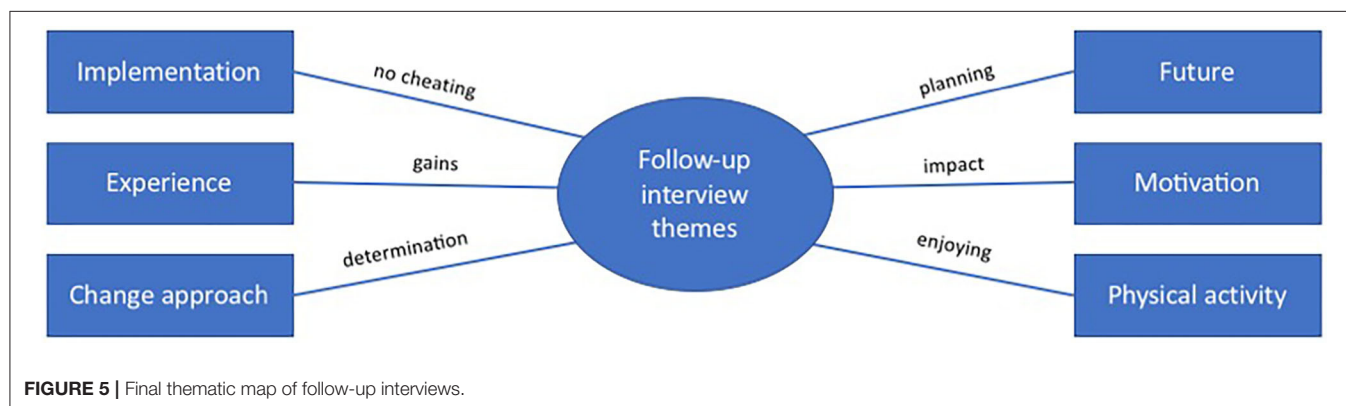 Implementation
no cheating
planning
Future
Experience
gains
Follow-up
interview
themes
impact
Motivation
Change approach
determination
enjoying
Physical activity
FIGURE 5 | Final thematic map of follow-up interviews.